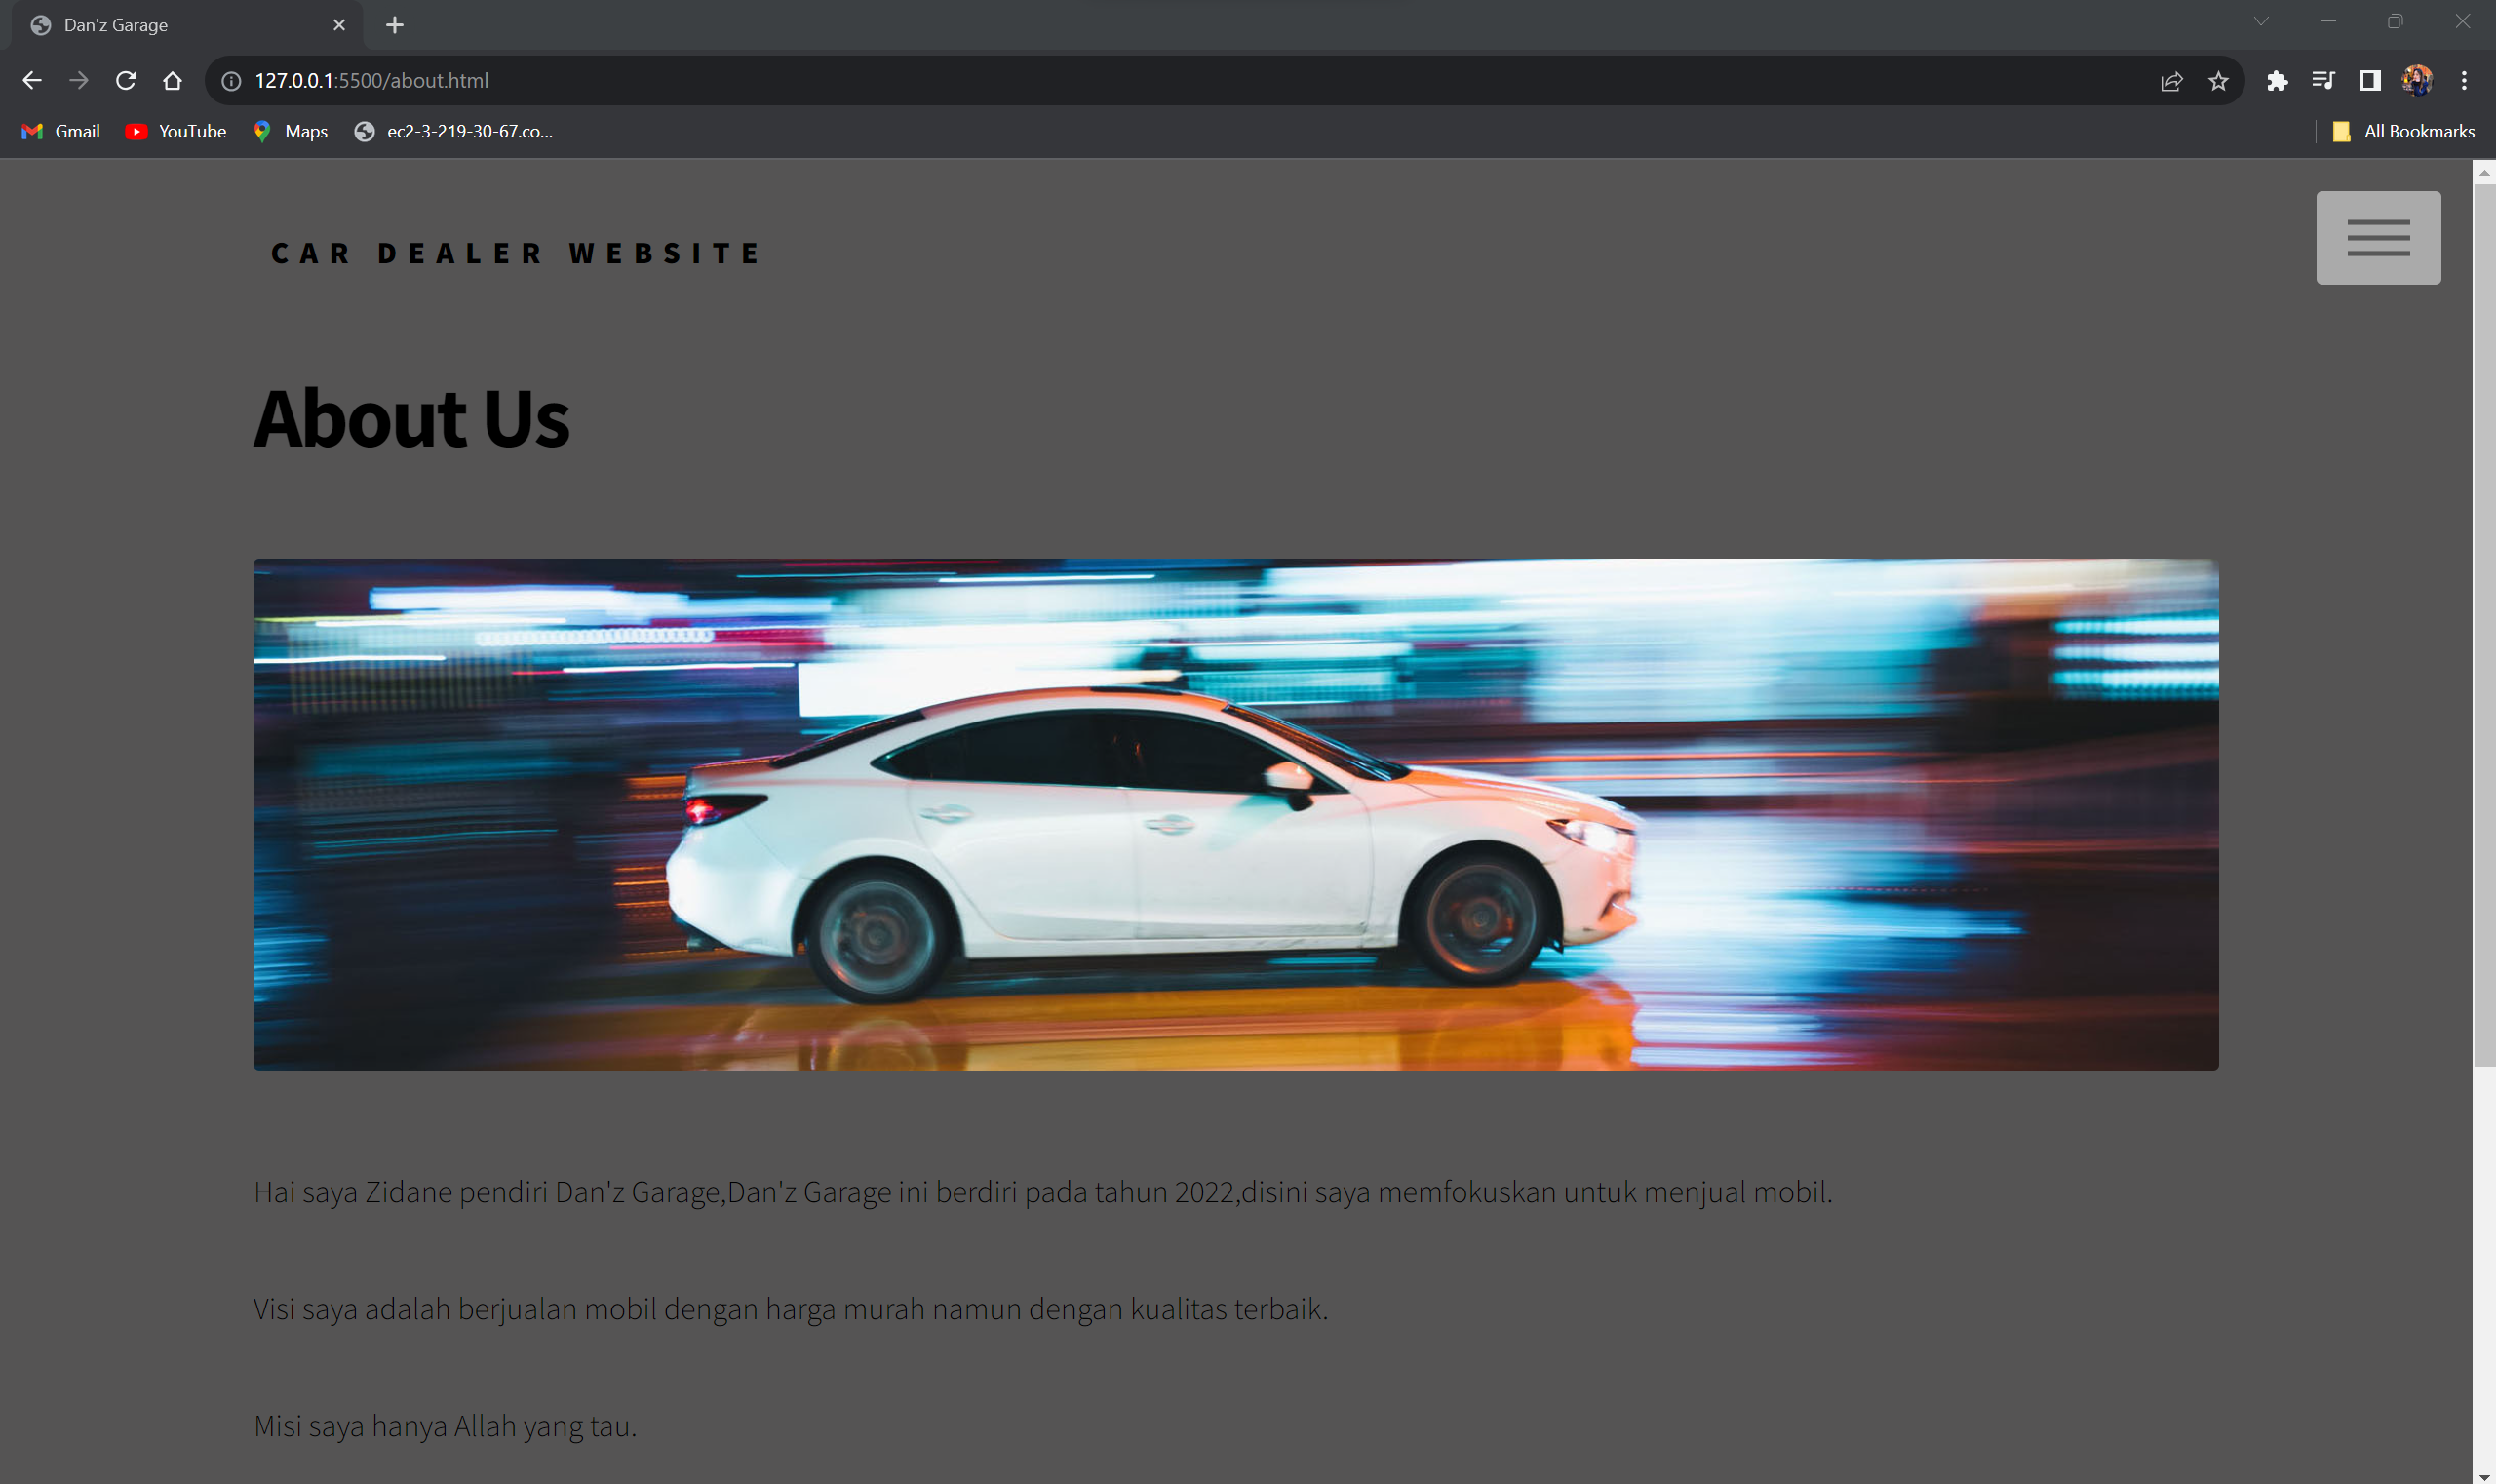 Dan'z Garage
127.0.0.1:5500/about.html
Gmail YouTube Maps ec2-3-219-30-67.co... All Bookmarks
CAR DEALER WEBSITE
About Us
Hai saya Zidane pendiri Dan'z Garage,Dan'z Garage ini berdiri pada tahun 2022,disini saya memfokuskan untuk menjual mobil.
Visi saya adalah berjualan mobil dengan harga murah namun dengan kualitas terbaik.
Misi saya hanya Allah yang tau.